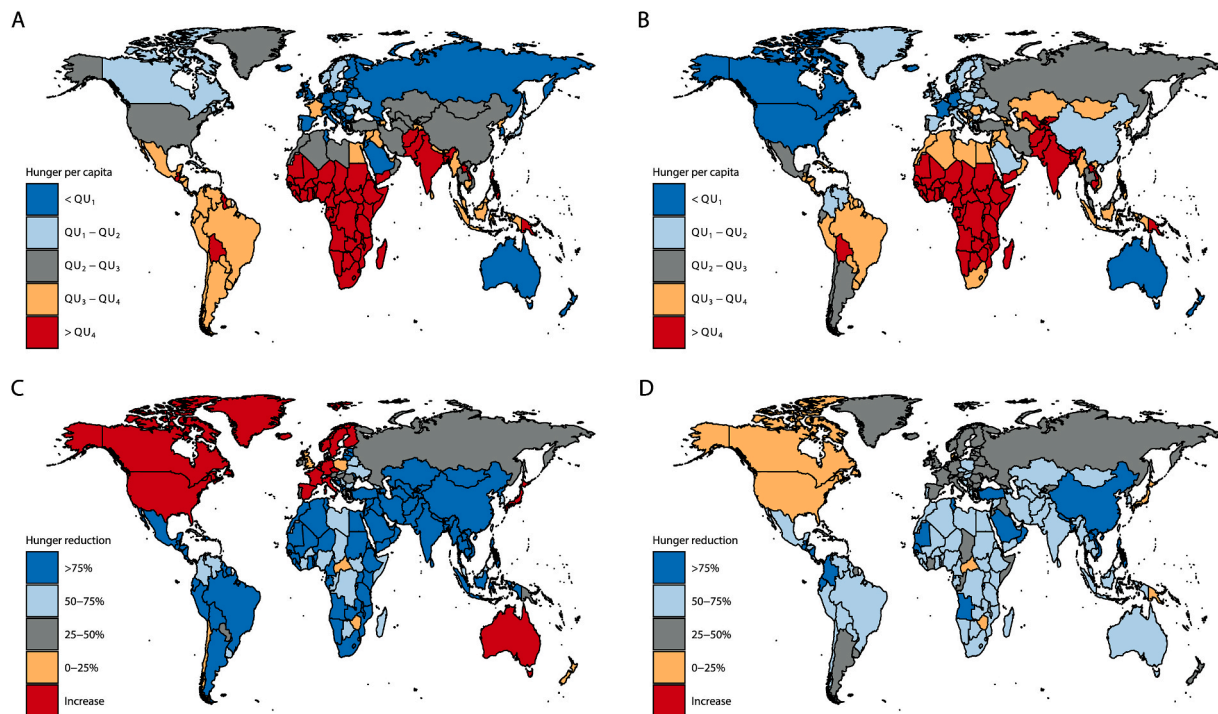 A
Hunger per capita
< QU₁
QU₁ – QU₂
QU₂ – QU₃
QU₃ – QU₄
> QU₄
B
Hunger per capita
< QU₁
QU₁ – QU₂
QU₂ – QU₃
QU₃ – QU₄
> QU₄
C
Hunger reduction
>75%
50–75%
25–50%
0–25%
Increase
D
Hunger reduction
>75%
50–75%
25–50%
0–25%
Increase